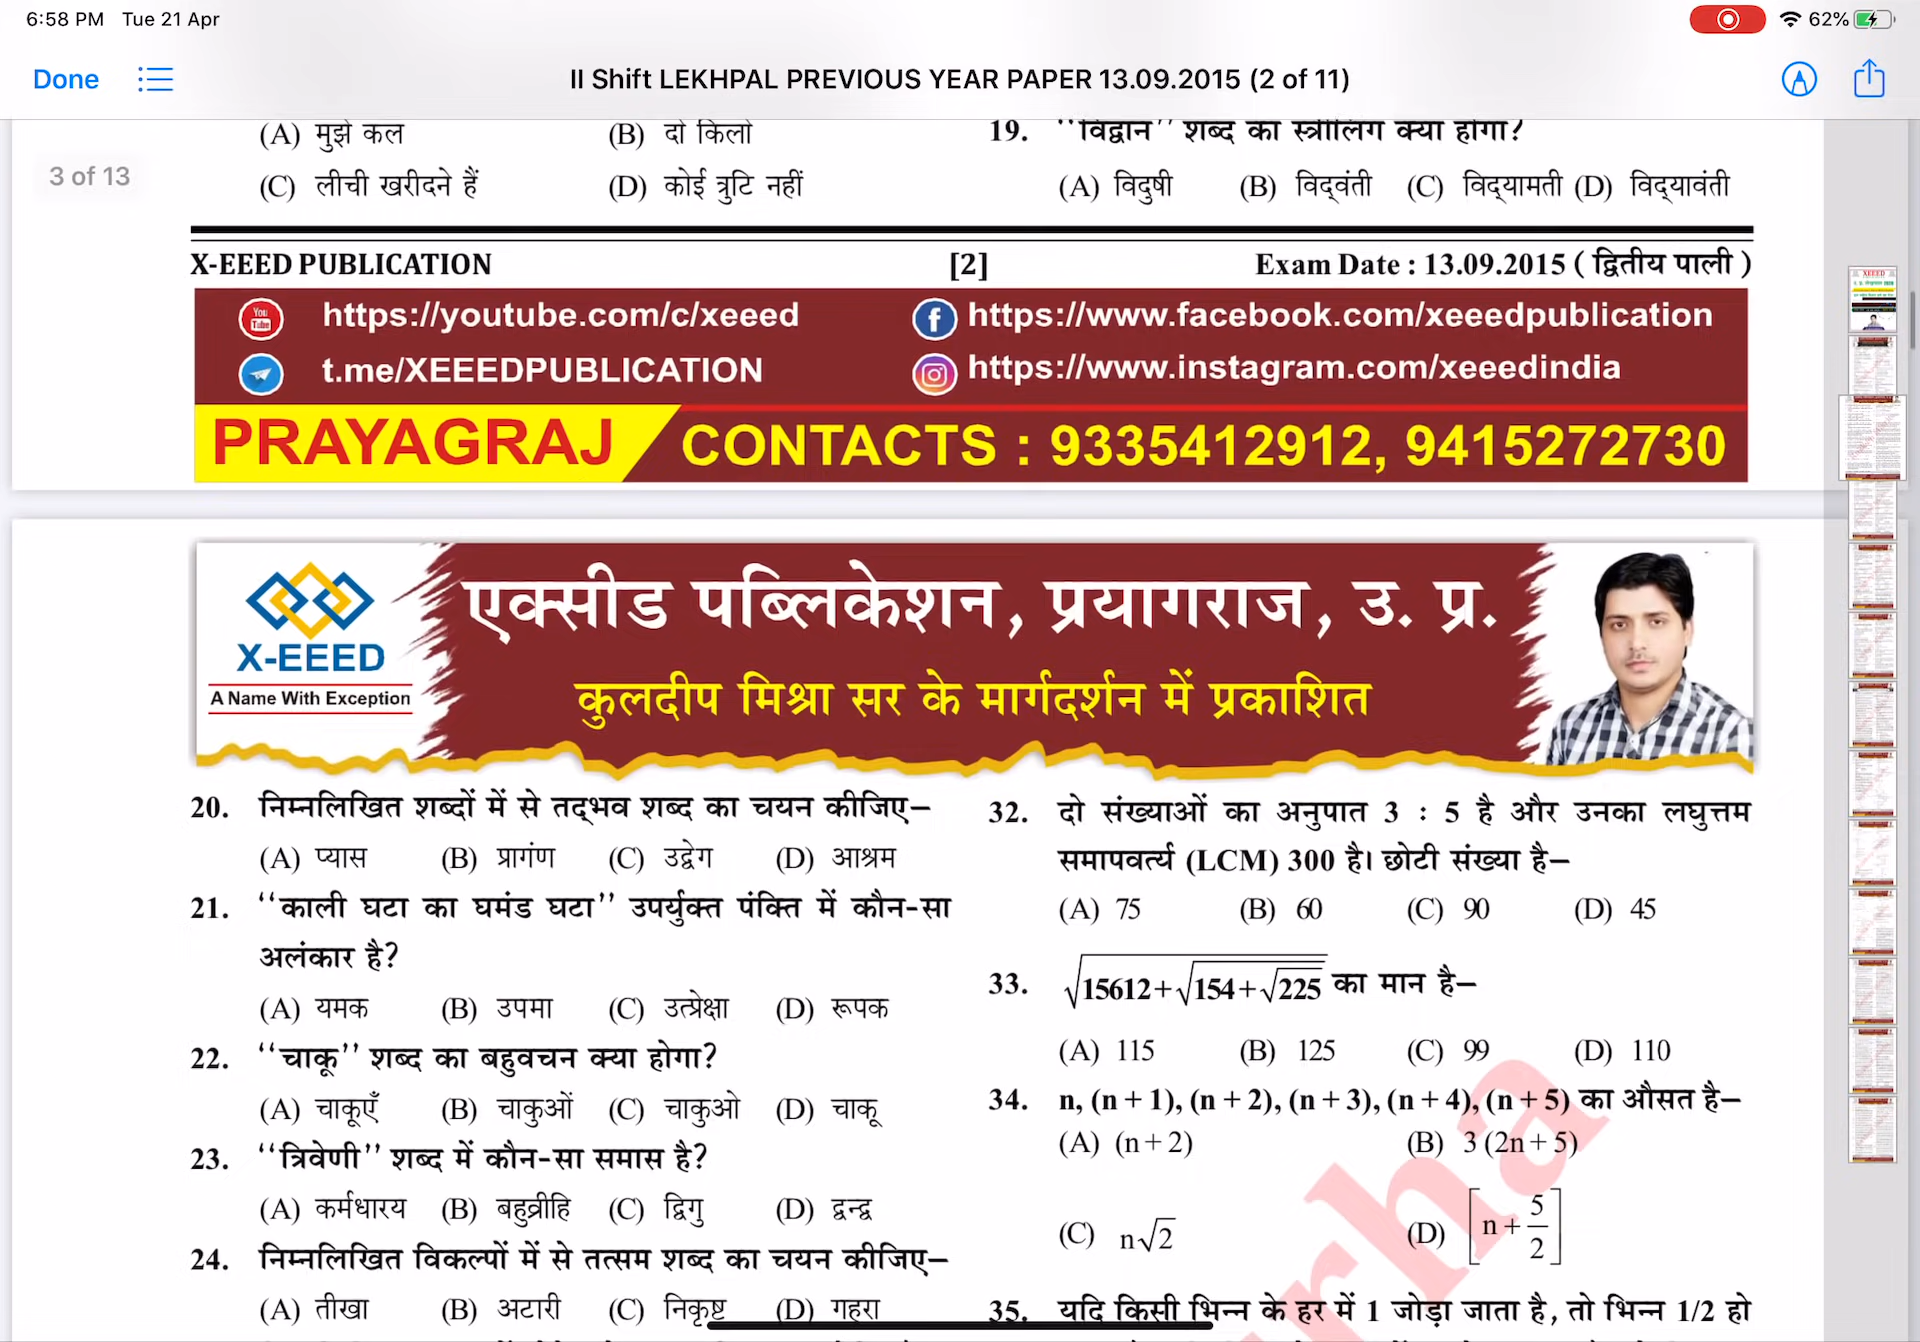 6:58 PM Tue 21 Apr
62%
Done
II Shift LEKHPAL PREVIOUS YEAR PAPER 13.09.2015 (2 of 11)
3 of 13
(A) मुझे कल (B) दो किलो
(C) लीची खरीदने हैं (D) कोई त्रुटि नहीं
19. ‘‘विद्वान’’ शब्द का स्त्रीलिंग क्या होगा?
(A) विदुषी (B) विद्वंती (C) विद्यामती (D) विद्यावंती
X-EEED PUBLICATION [2] Exam Date : 13.09.2015 ( द्वितीय पाली )
You Tube https://youtube.com/c/xeeed
https://www.facebook.com/xeeedpublication
t.me/XEEEDPUBLICATION
https://www.instagram.com/xeeedindia
PRAYAGRAJ CONTACTS : 9335412912, 9415272730
X-EEED
A Name With Exception
एक्सीड पब्लिकेशन, प्रयागराज, उ. प्र.
कुलदीप मिश्रा सर के मार्गदर्शन में प्रकाशित
20. निम्नलिखित शब्दों में से तद्भव शब्द का चयन कीजिए–
(A) प्यास (B) प्रागंण (C) उद्वेग (D) आश्रम
21. ‘‘काली घटा का घमंड घटा’’ उपर्युक्त पंक्ति में कौन-सा
अलंकार है?
(A) यमक (B) उपमा (C) उत्प्रेक्षा (D) रूपक
22. ‘‘चाकू’’ शब्द का बहुवचन क्या होगा?
(A) चाकूएँ (B) चाकुओं (C) चाकुओ (D) चाकू
23. ‘‘त्रिवेणी’’ शब्द में कौन-सा समास है?
(A) कर्मधारय (B) बहुव्रीहि (C) द्विगु (D) द्वन्द्व
24. निम्नलिखित विकल्पों में से तत्सम शब्द का चयन कीजिए–
(A) तीखा (B) अटारी (C) निकृष्ट (D) गहरा
32. दो संख्याओं का अनुपात 3 : 5 है और उनका लघुत्तम
समापवर्त्य (LCM) 300 है। छोटी संख्या है–
(A) 75 (B) 60 (C) 90 (D) 45
33. √(15612+√(154+√225)) का मान है–
(A) 115 (B) 125 (C) 99 (D) 110
34. n, (n + 1), (n + 2), (n + 3), (n + 4), (n + 5) का औसत है–
(A) (n + 2) (B) 3 (2n + 5)
(C) n√2 (D) [n + 5/2]
35. यदि किसी भिन्न के हर में 1 जोड़ा जाता है, तो भिन्न 1/2 हो